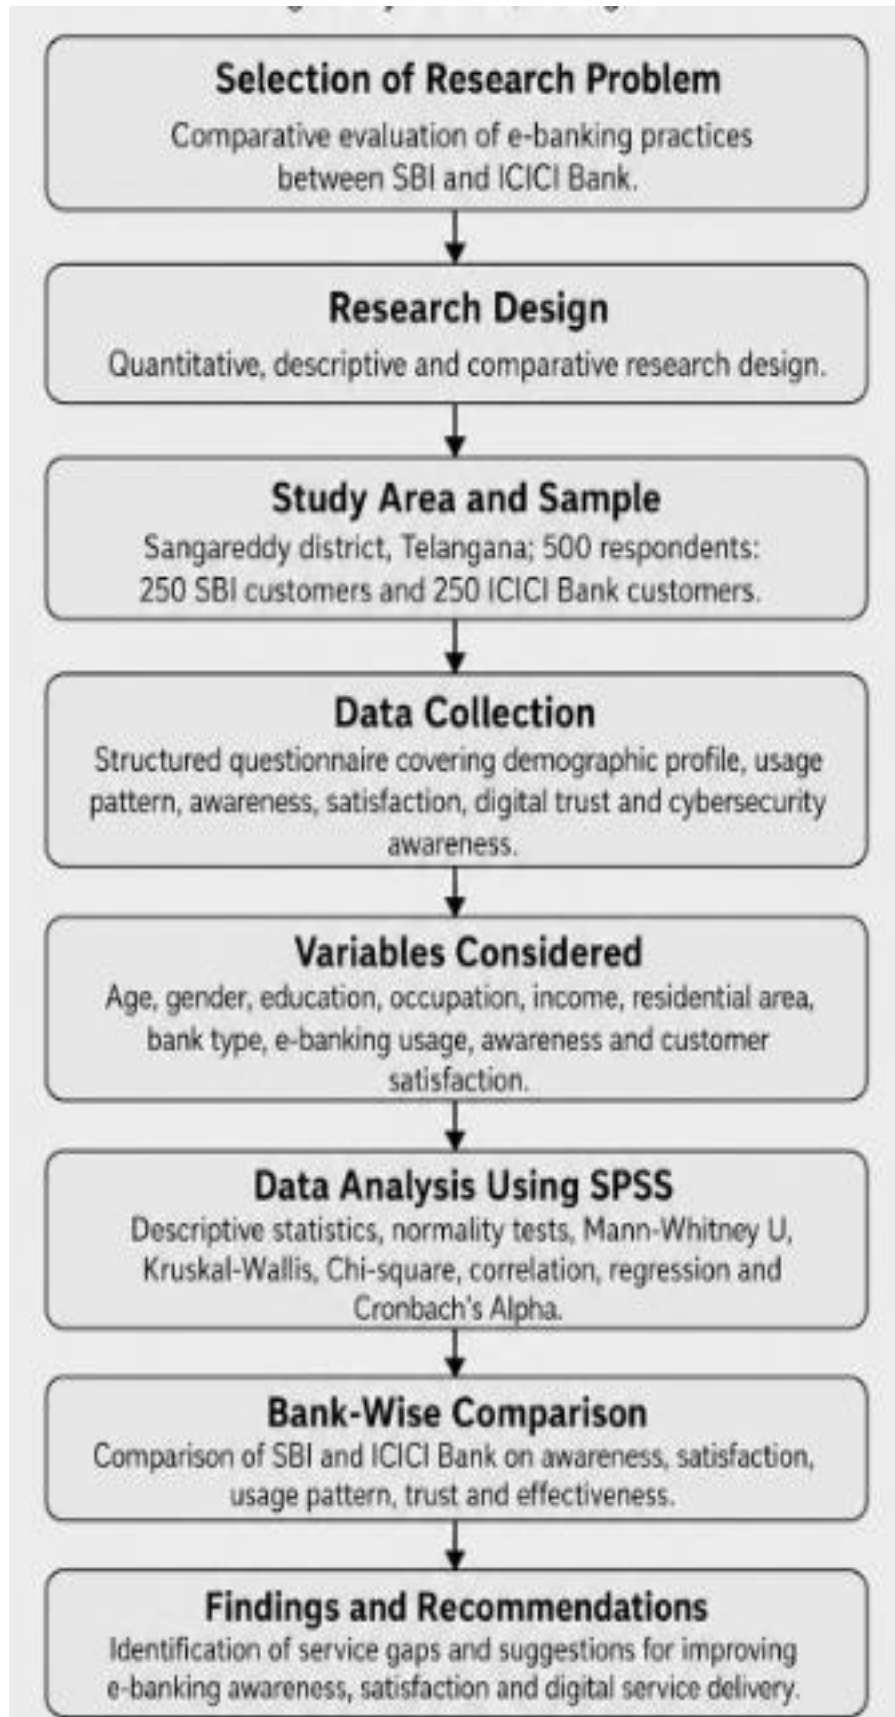 Selection of Research Problem
Comparative evaluation of e-banking practices
between SBI and ICICI Bank.
Research Design
Quantitative, descriptive and comparative research design.
Study Area and Sample
Sangareddy district, Telangana; 500 respondents:
250 SBI customers and 250 ICICI Bank customers.
Data Collection
Structured questionnaire covering demographic profile, usage
pattern, awareness, satisfaction, digital trust and cybersecurity
awareness.
Variables Considered
Age, gender, education, occupation, income, residential area,
bank type, e-banking usage, awareness and customer
satisfaction.
Data Analysis Using SPSS
Descriptive statistics, normality tests, Mann-Whitney U,
Kruskal-Wallis, Chi-square, correlation, regression and
Cronbach's Alpha.
Bank-Wise Comparison
Comparison of SBI and ICICI Bank on awareness, satisfaction,
usage pattern, trust and effectiveness.
Findings and Recommendations
Identification of service gaps and suggestions for improving
e-banking awareness, satisfaction and digital service delivery.